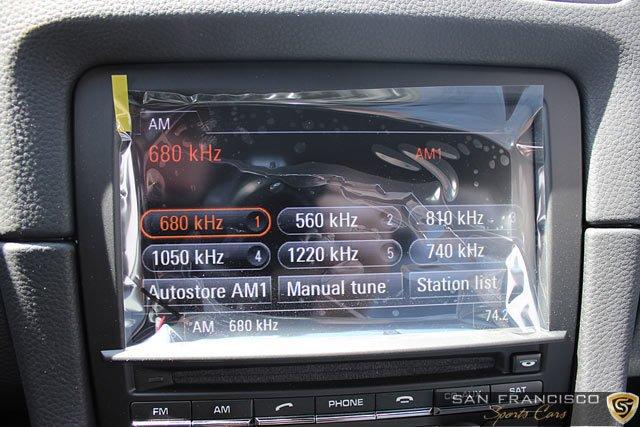 AM
680 kHz AM1
680 kHz 1 560 kHz 2 810 kHz 3
1050 kHz 4 1220 kHz 5 740 kHz
Autostore AM1 Manual tune Station list
AM 680 kHz 74.2
FM AM PHONE SAT
SAN FRANCISCO
Sports Cars